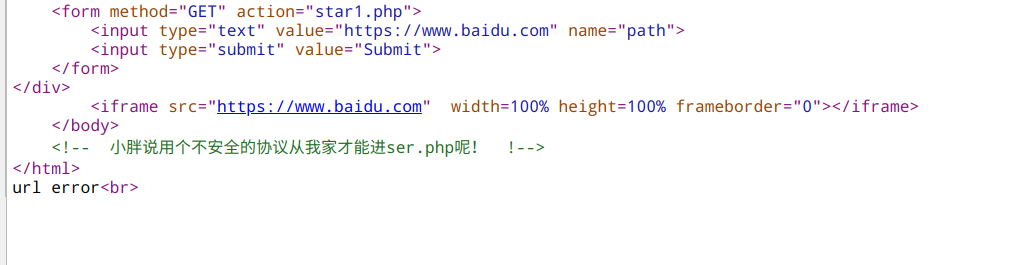 <form method="GET" action="star1.php">
<input type="text" value="https://www.baidu.com" name="path">
<input type="submit" value="Submit">
</form>
</div>
<iframe src="https://www.baidu.com"  width=100% height=100% frameborder="0"></iframe>
</body>
<!--  小胖说用个不安全的协议从我家才能进ser.php呢!   !-->
</html>
url error<br>